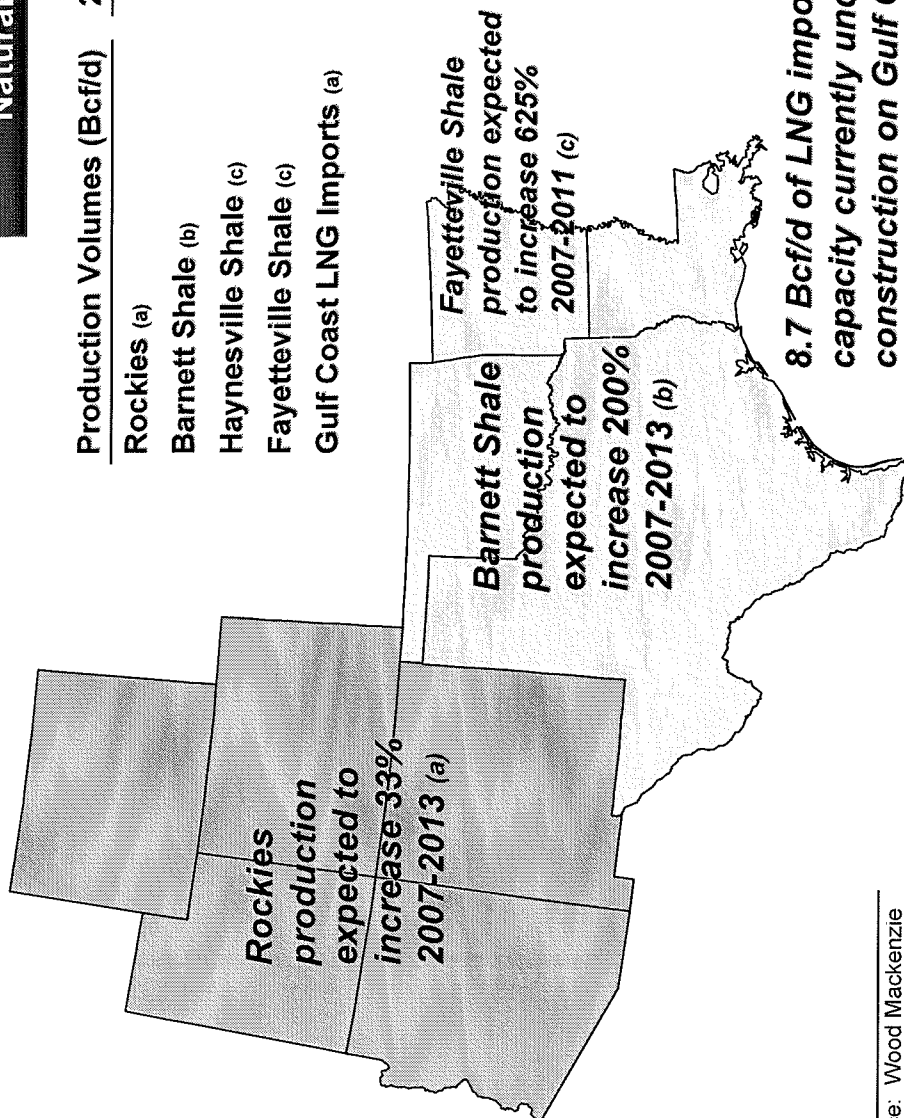 Natural
Production Volumes (Bcf/d) 2
Rockies (a)
Barnett Shale (b)
Haynesville Shale (c)
Fayetteville Shale (c)
Gulf Coast LNG Imports (a)
Rockies
production
expected to
increase 33%
2007-2013 (a)
Barnett Shale
production
expected to
increase 200%
2007-2013 (b)
Fayetteville Shale
production expected
to increase 625%
2007-2011 (c)
8.7 Bcf/d of LNG impo
capacity currently und
construction on Gulf C
e: Wood Mackenzie